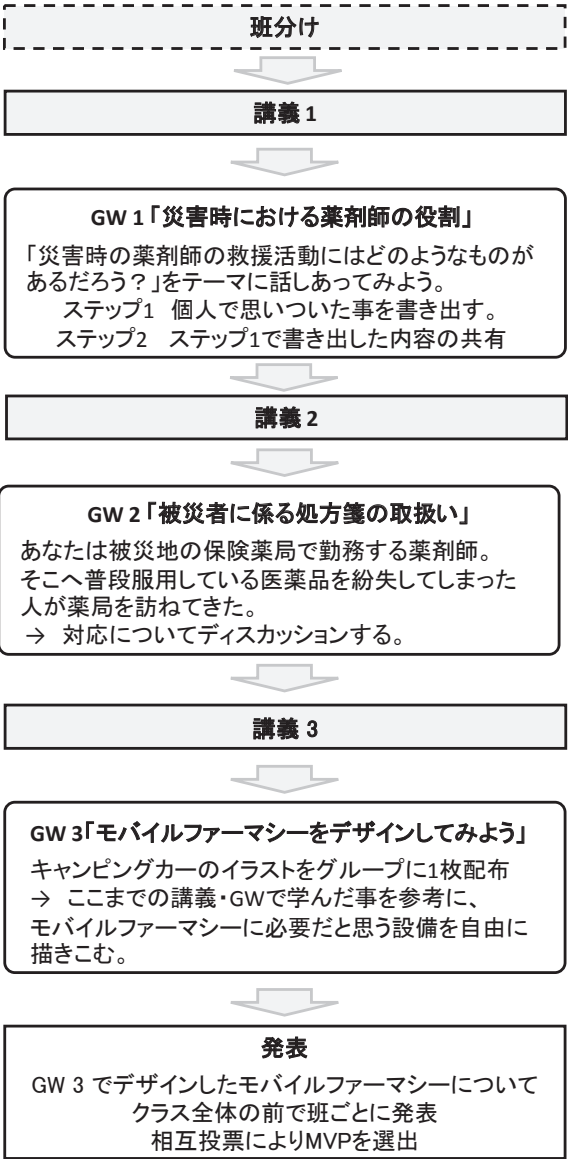 班分け
講義 1
GW 1「災害時における薬剤師の役割」
「災害時の薬剤師の救援活動にはどのようなものが
あるだろう？」をテーマに話しあってみよう。
ステップ1 個人で思いついた事を書き出す。
ステップ2 ステップ1で書き出した内容の共有
講義 2
GW 2「被災者に係る処方箋の取扱い」
あなたは被災地の保険薬局で勤務する薬剤師。
そこへ普段服用している医薬品を紛失してしまった
人が薬局を訪ねてきた。
→ 対応についてディスカッションする。
講義 3
GW 3「モバイルファーマシーをデザインしてみよう」
キャンピングカーのイラストをグループに1枚配布
→ ここまでの講義・GWで学んだ事を参考に、
モバイルファーマシーに必要だと思う設備を自由に
描きこむ。
発表
GW 3 でデザインしたモバイルファーマシーについて
クラス全体の前で班ごとに発表
相互投票によりMVPを選出